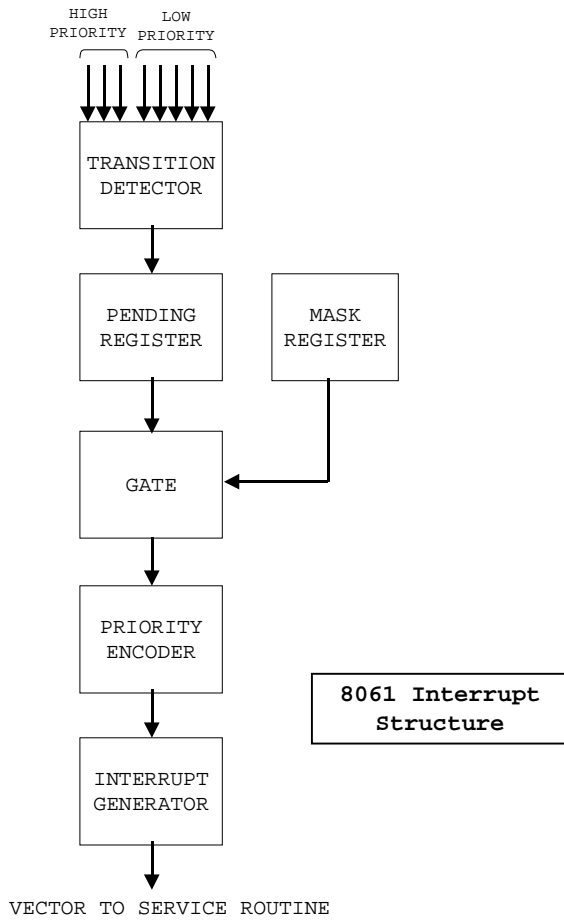 HIGH
PRIORITY
LOW
PRIORITY
TRANSITION
DETECTOR
PENDING
REGISTER
MASK
REGISTER
GATE
PRIORITY
ENCODER
8061 Interrupt
Structure
INTERRUPT
GENERATOR
VECTOR TO SERVICE ROUTINE